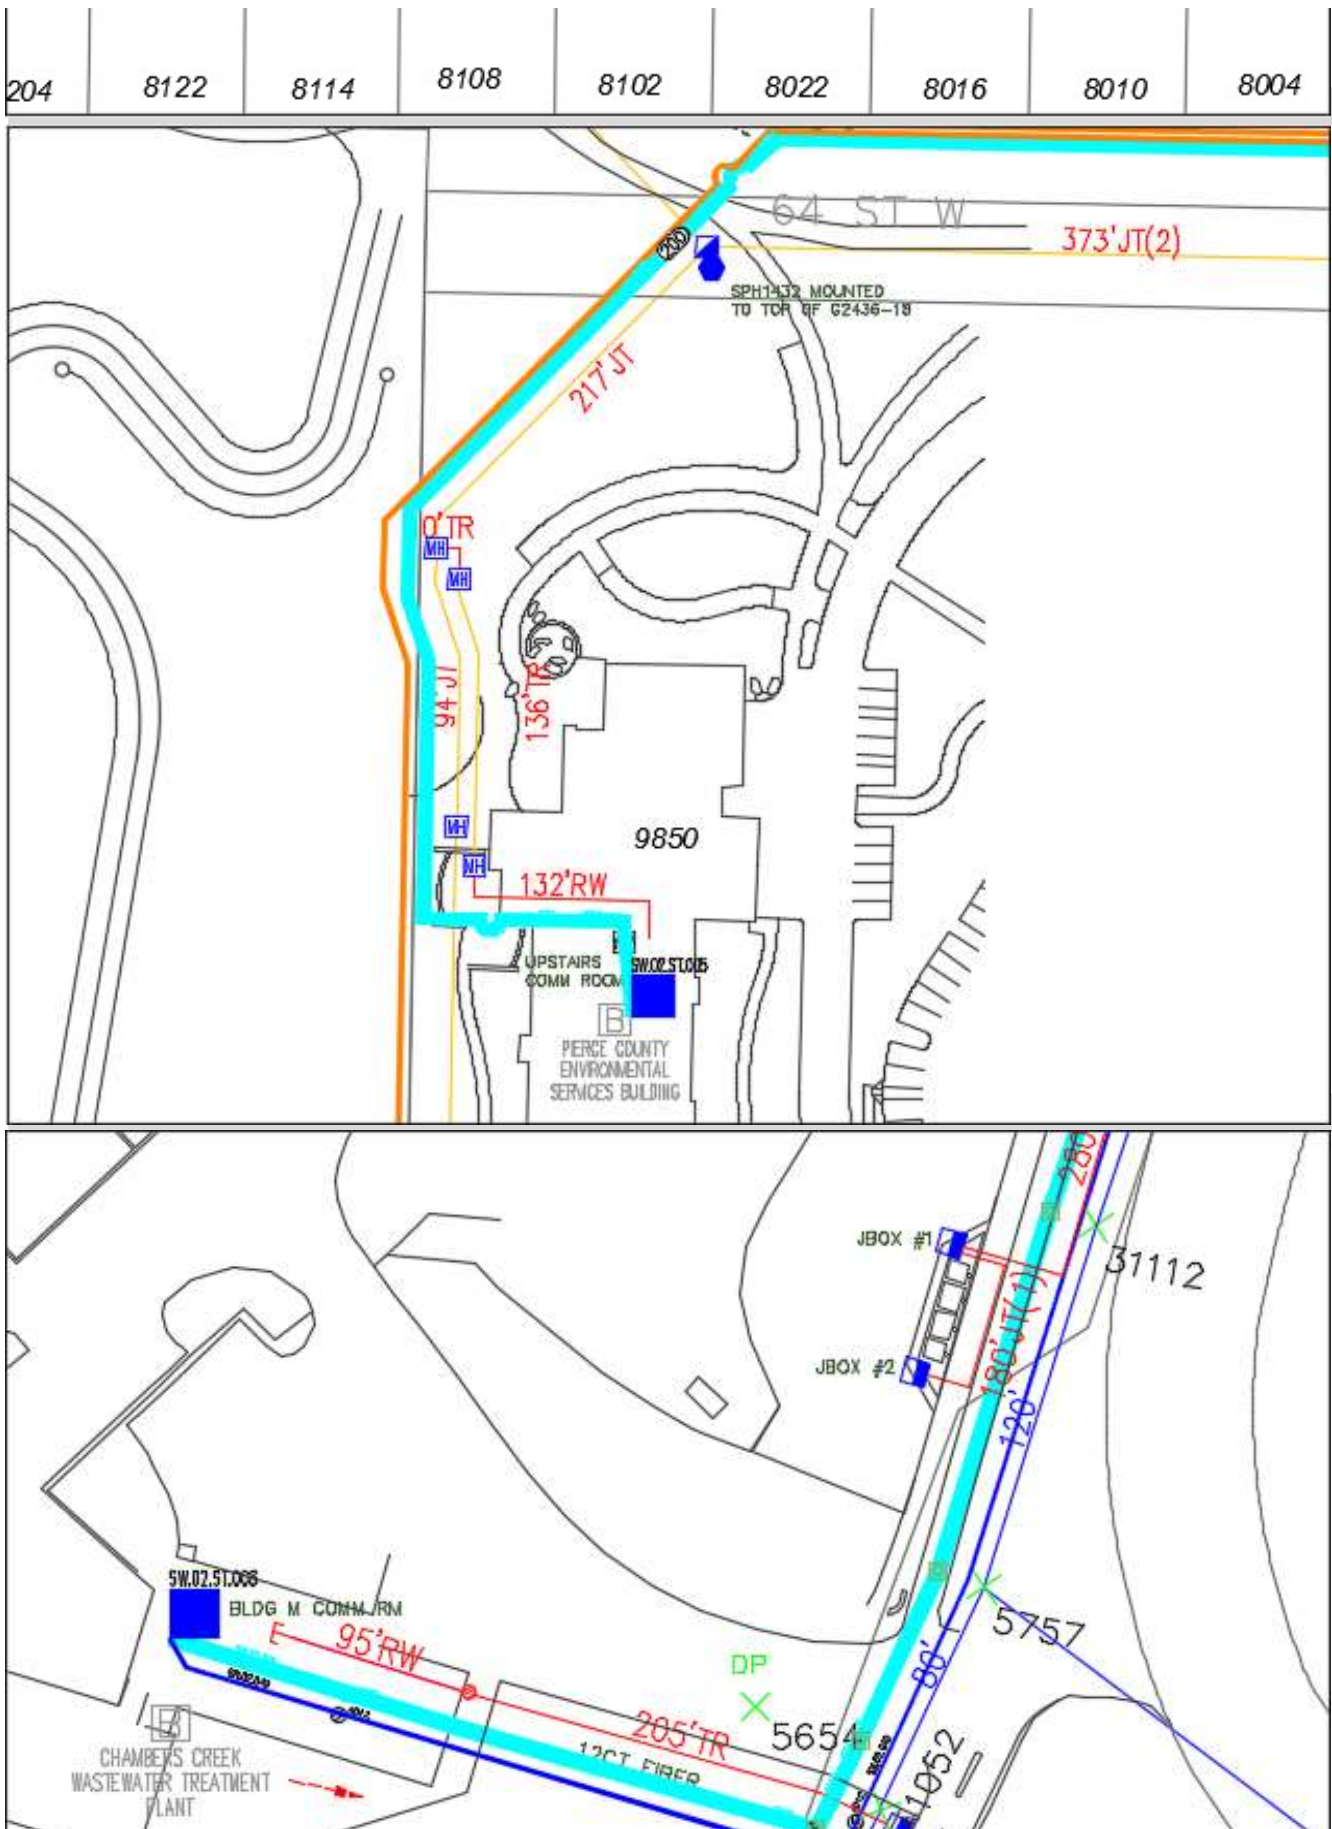 204
8122
8114
8108
8102
8022
8016
8010
8004
64 ST W
200
373'JT(2)
SPH1432 MOUNTED
TO TOP OF G2436-18
217'JT
0'TR
MH
MH
94'JT
136'TR
MH
MH
9850
132'RW
UPSTAIRS
COMM ROOM
SW.02.ST.005
B
PIERCE COUNTY
ENVIRONMENTAL
SERVICES BUILDING
280
JBOX #1
31112
180'JT(1)
JBOX #2
120'
SW.02.ST.006
BLDG M COMM/RM
95'RW
5757
80'
DP
5654
205'TR
12CT FIBER
1052
B
CHAMBERS CREEK
WASTEWATER TREATMENT
PLANT